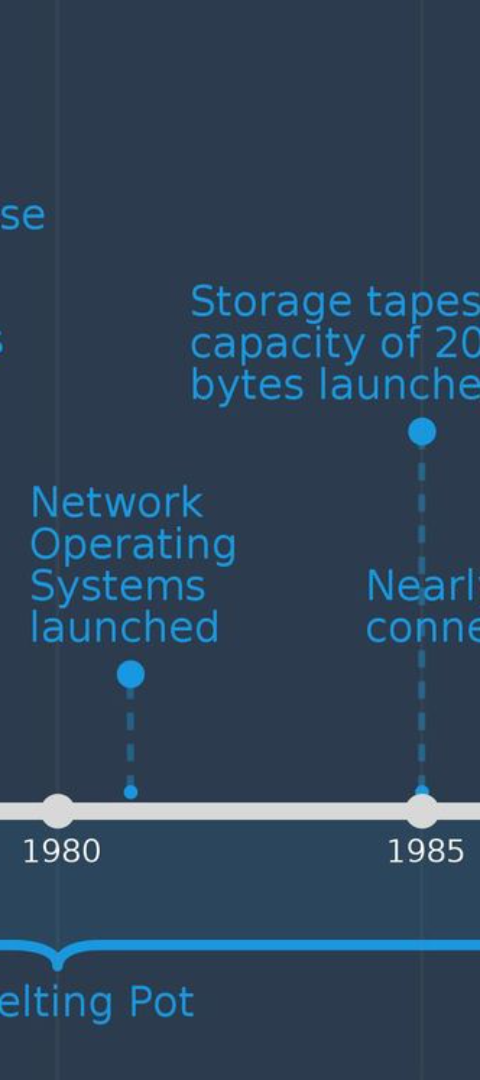 se
s
Storage tapes
capacity of 20
bytes launche
Network
Operating
Systems
launched
Nearl
conne
1980
1985
elting Pot